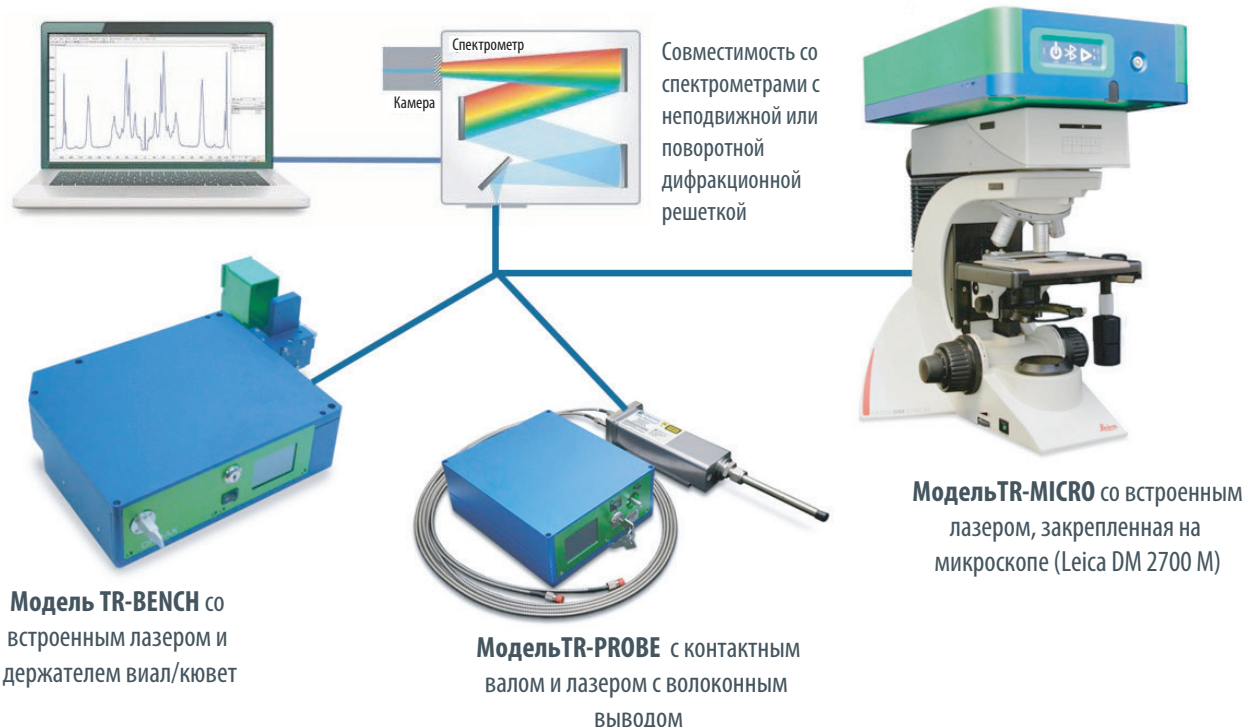 Спектрометр
Камера
Совместимость со
спектрометрами с
неподвижной или
поворотной
дифракционной
решеткой
МодельTR-MICRO со встроенным
лазером, закрепленная на
микроскопе (Leica DM 2700 M)
Модель TR-BENCH со
встроенным лазером и
держателем виал/кювет
МодельTR-PROBE с контактным
валом и лазером с волоконным
выводом
Leica